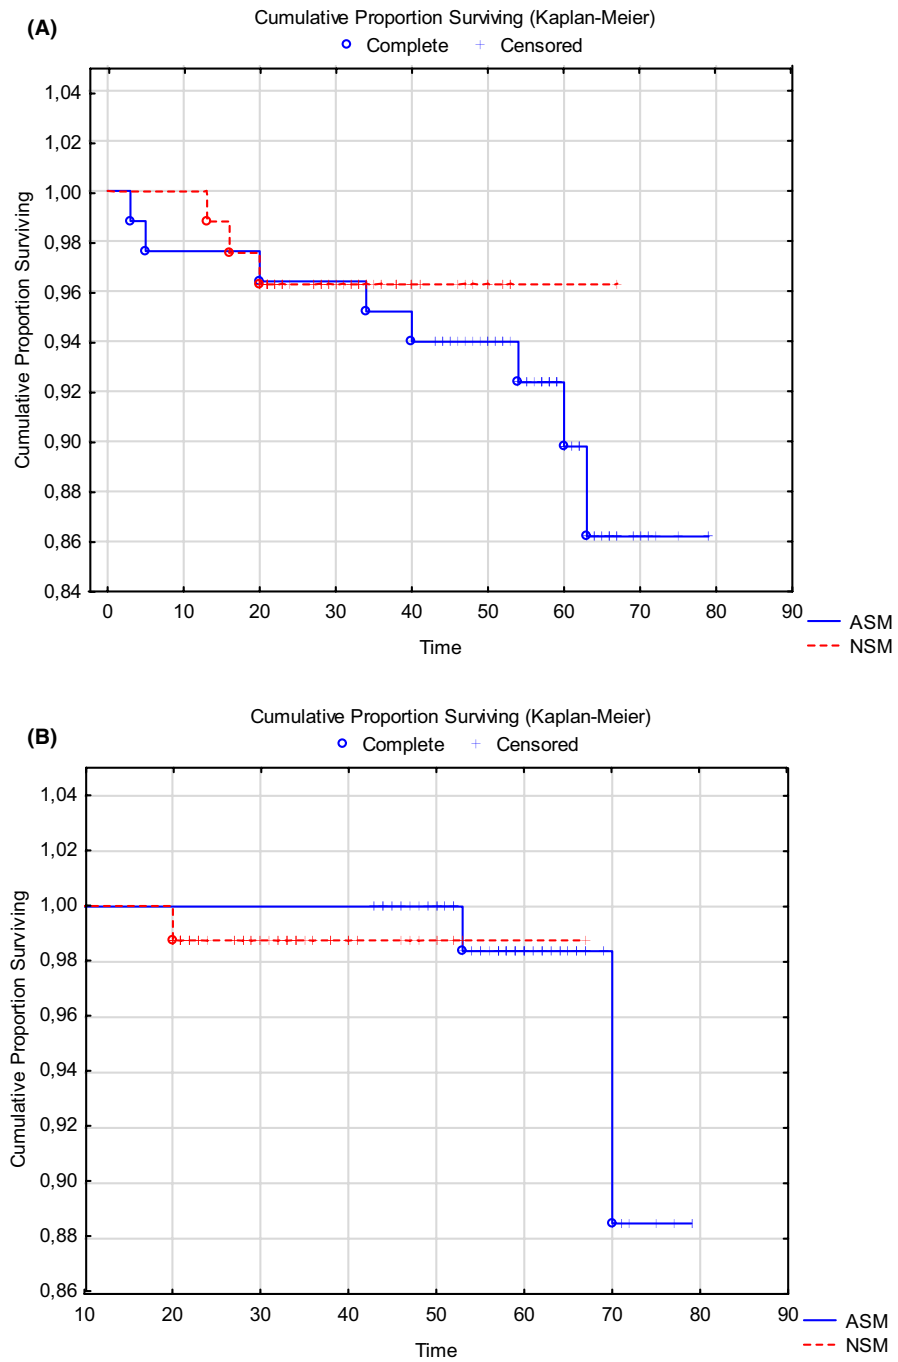 (A)
Cumulative Proportion Surviving (Kaplan-Meier)
Complete Censored
1,04
1,02
1,00
0,98
0,96
0,94
0,92
0,90
0,88
0,86
0,84
Cumulative Proportion Surviving
0 10 20 30 40 50 60 70 80 90
Time
ASM
NSM
(B)
Cumulative Proportion Surviving (Kaplan-Meier)
Complete Censored
1,04
1,02
1,00
0,98
0,96
0,94
0,92
0,90
0,88
0,86
Cumulative Proportion Surviving
10 20 30 40 50 60 70 80 90
Time
ASM
NSM